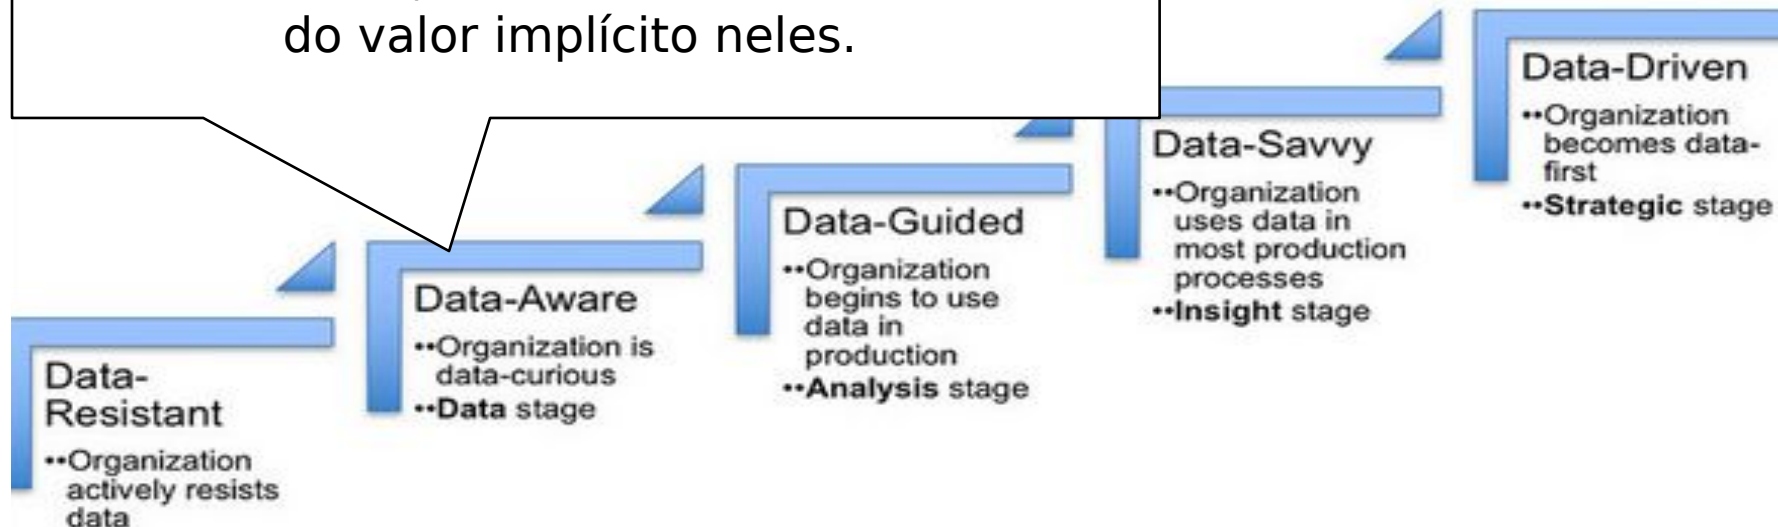 do valor implícito neles.
Data-
Resistant
••Organization
actively resists
data
Data-Aware
••Organization is
data-curious
••Data stage
Data-Guided
••Organization
begins to use
data in
production
••Analysis stage
Data-Savvy
••Organization
uses data in
most production
processes
••Insight stage
Data-Driven
••Organization
becomes data-
first
••Strategic stage